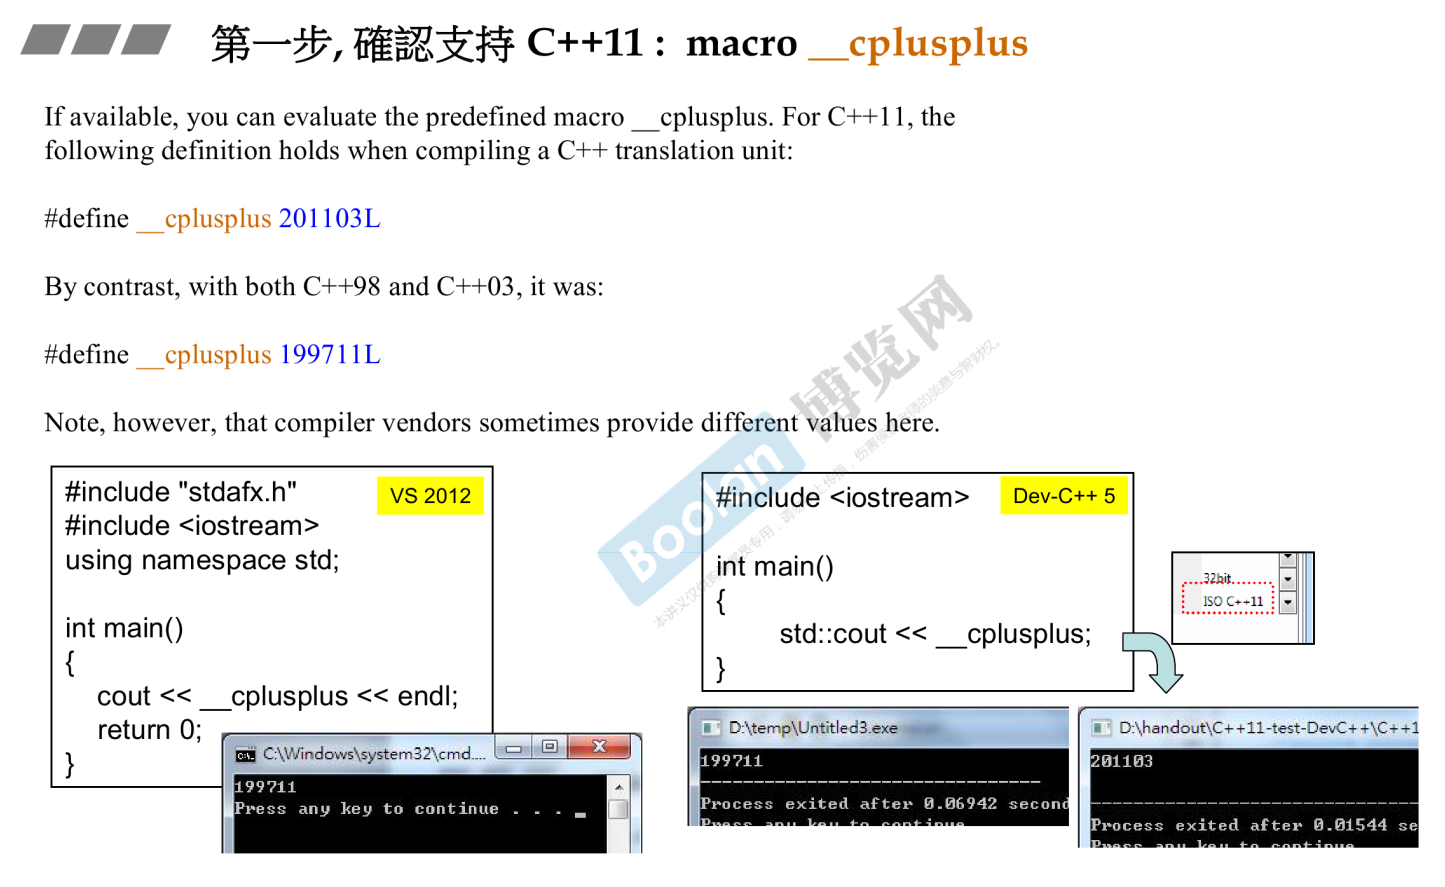 第一步, 確認支持 C++11 : macro __cplusplus
If available, you can evaluate the predefined macro __cplusplus. For C++11, the
following definition holds when compiling a C++ translation unit:
#define __cplusplus 201103L
By contrast, with both C++98 and C++03, it was:
#define __cplusplus 199711L
Note, however, that compiler vendors sometimes provide different values here.
#include "stdafx.h"
VS 2012
#include <iostream>
using namespace std;
int main()
{
cout << __cplusplus << endl;
return 0;
}
C:\Windows\system32\cmd....
199711
Press any key to continue . . . _
#include <iostream>
Dev-C++ 5
int main()
{
std::cout << __cplusplus;
}
32bit
ISO C++11
D:\temp\Untitled3.exe
199711
--------------------------------
Process exited after 0.06942 second
Press any key to continue
D:\handout\C++11-test-DevC++\C++1
201103
--------------------------------
Process exited after 0.01544 se
Press any key to continue
Boolan 博览网